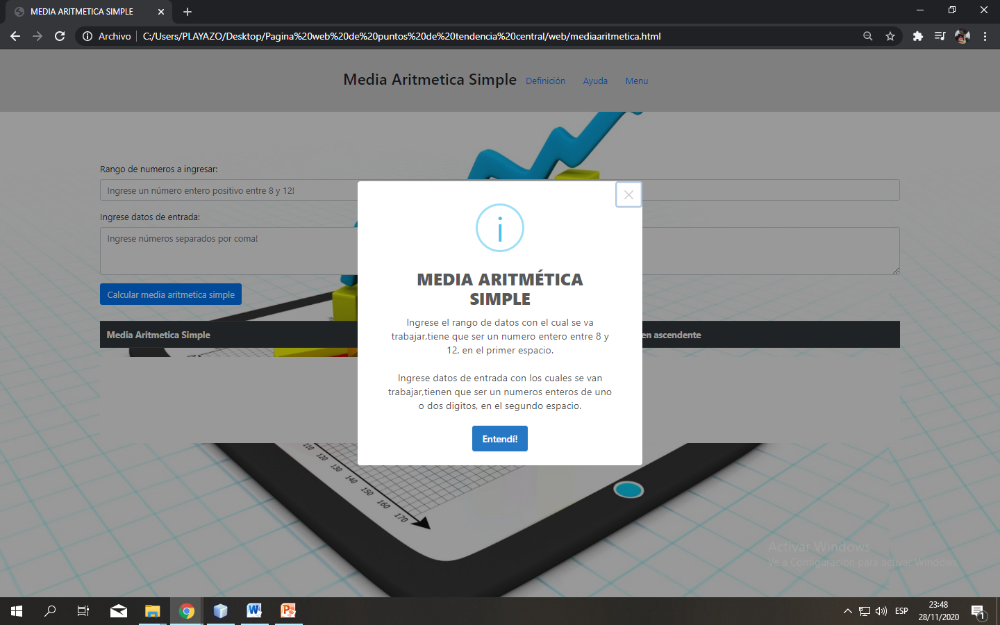 MEDIA ARITMETICA SIMPLE
Archivo
C:/Users/PLAYAZO/Desktop/Pagina%20web%20de%20puntos%20de%20tendencia%20central/web/mediaaritmetica.html
Media Aritmetica Simple
Definición
Ayuda
Menu
Rango de numeros a ingresar:
Ingrese un número entero positivo entre 8 y 12!
Ingrese datos de entrada:
Ingrese números separados por coma!
Calcular media aritmetica simple
Media Aritmetica Simple
en ascendente
i
MEDIA ARITMÉTICA
SIMPLE
Ingrese el rango de datos con el cual se va
trabajar,tiene que ser un numero entero entre 8 y
12, en el primer espacio.
Ingrese datos de entrada con los cuales se van
trabajar,tienen que ser un numeros enteros de uno
o dos digitos, en el segundo espacio.
Entendí!
110
120
130
140
150
160
170
Activar Windows
Ve a Configuración para activar Windows.
ESP
23:48
28/11/2020
1